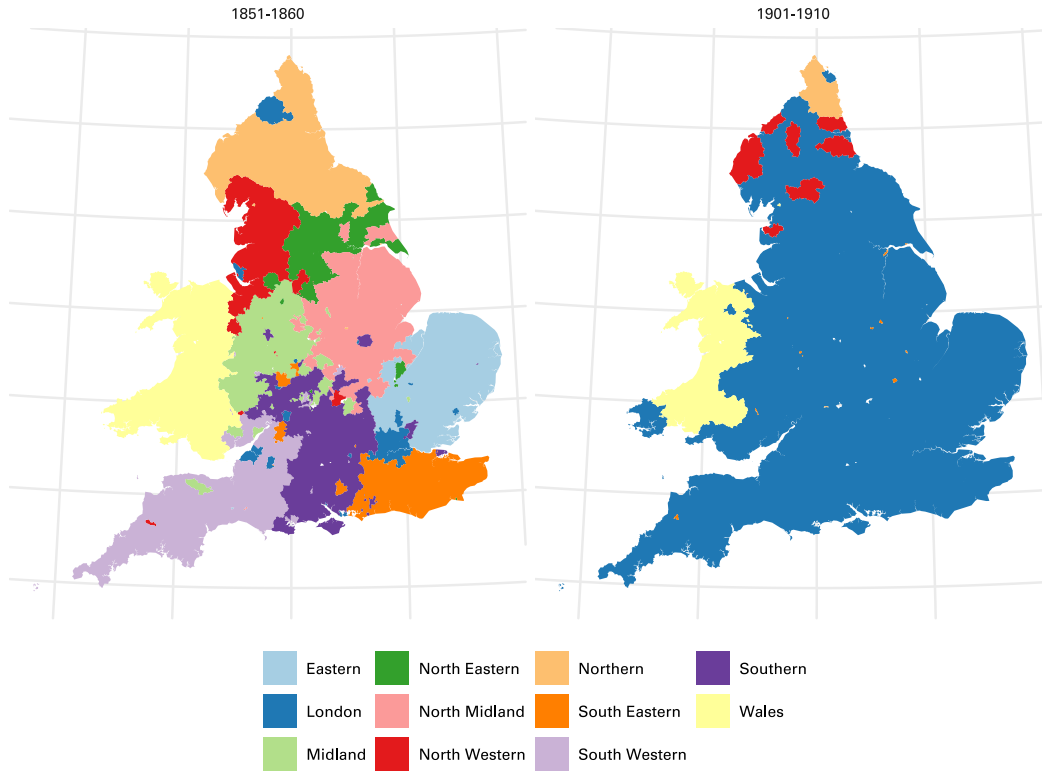 1851-1860
1901-1910
Eastern
North Eastern
Northern
Southern
London
North Midland
South Eastern
Wales
Midland
North Western
South Western